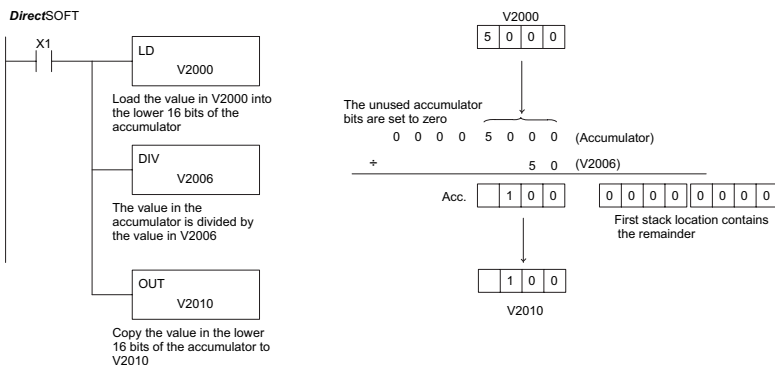 DirectSOFT
X1
LD
V2000
Load the value in V2000 into
the lower 16 bits of the
accumulator
DIV
V2006
The value in the
accumulator is divided by
the value in V2006
OUT
V2010
Copy the value in the lower
16 bits of the accumulator to
V2010
V2000
5 0 0 0
The unused accumulator
bits are set to zero
0 0 0 0 5 0 0 0 (Accumulator)
÷ 5 0 (V2006)
Acc. 1 0 0 0 0 0 0 0 0 0 0
First stack location contains
the remainder
1 0 0
V2010